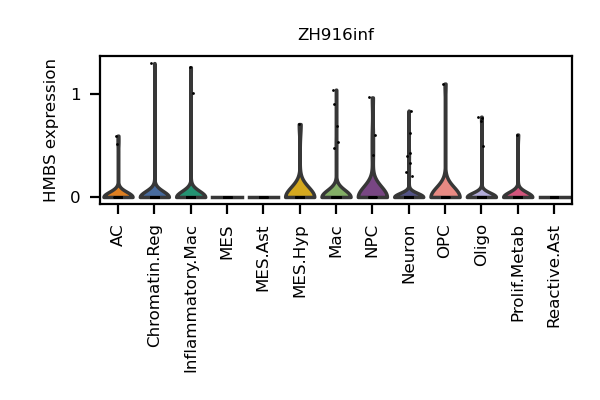 ZH916inf
HMBS expression
1
0
AC
Chromatin.Reg
Inflammatory.Mac
MES
MES.Ast
MES.Hyp
Mac
NPC
Neuron
OPC
Oligo
Prolif.Metab
Reactive.Ast